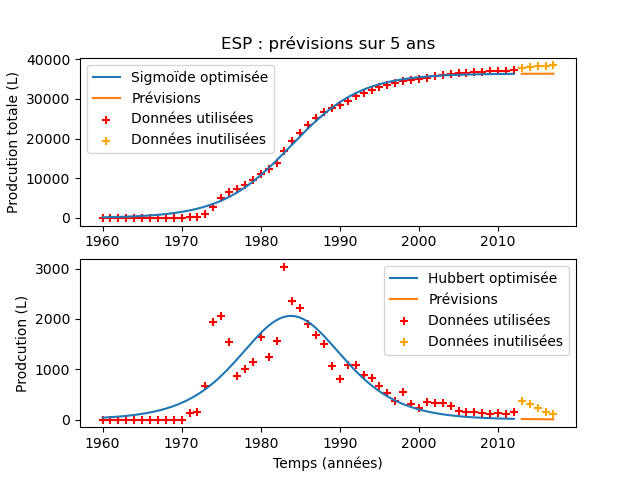 ESP : prévisions sur 5 ans
Prodcution totale (L)
40000
30000
20000
10000
0
Sigmoïde optimisée
Prévisions
Données utilisées
Données inutilisées
1960 1970 1980 1990 2000 2010
Prodcution (L)
3000
2000
1000
0
Hubbert optimisée
Prévisions
Données utilisées
Données inutilisées
1960 1970 1980 1990 2000 2010
Temps (années)